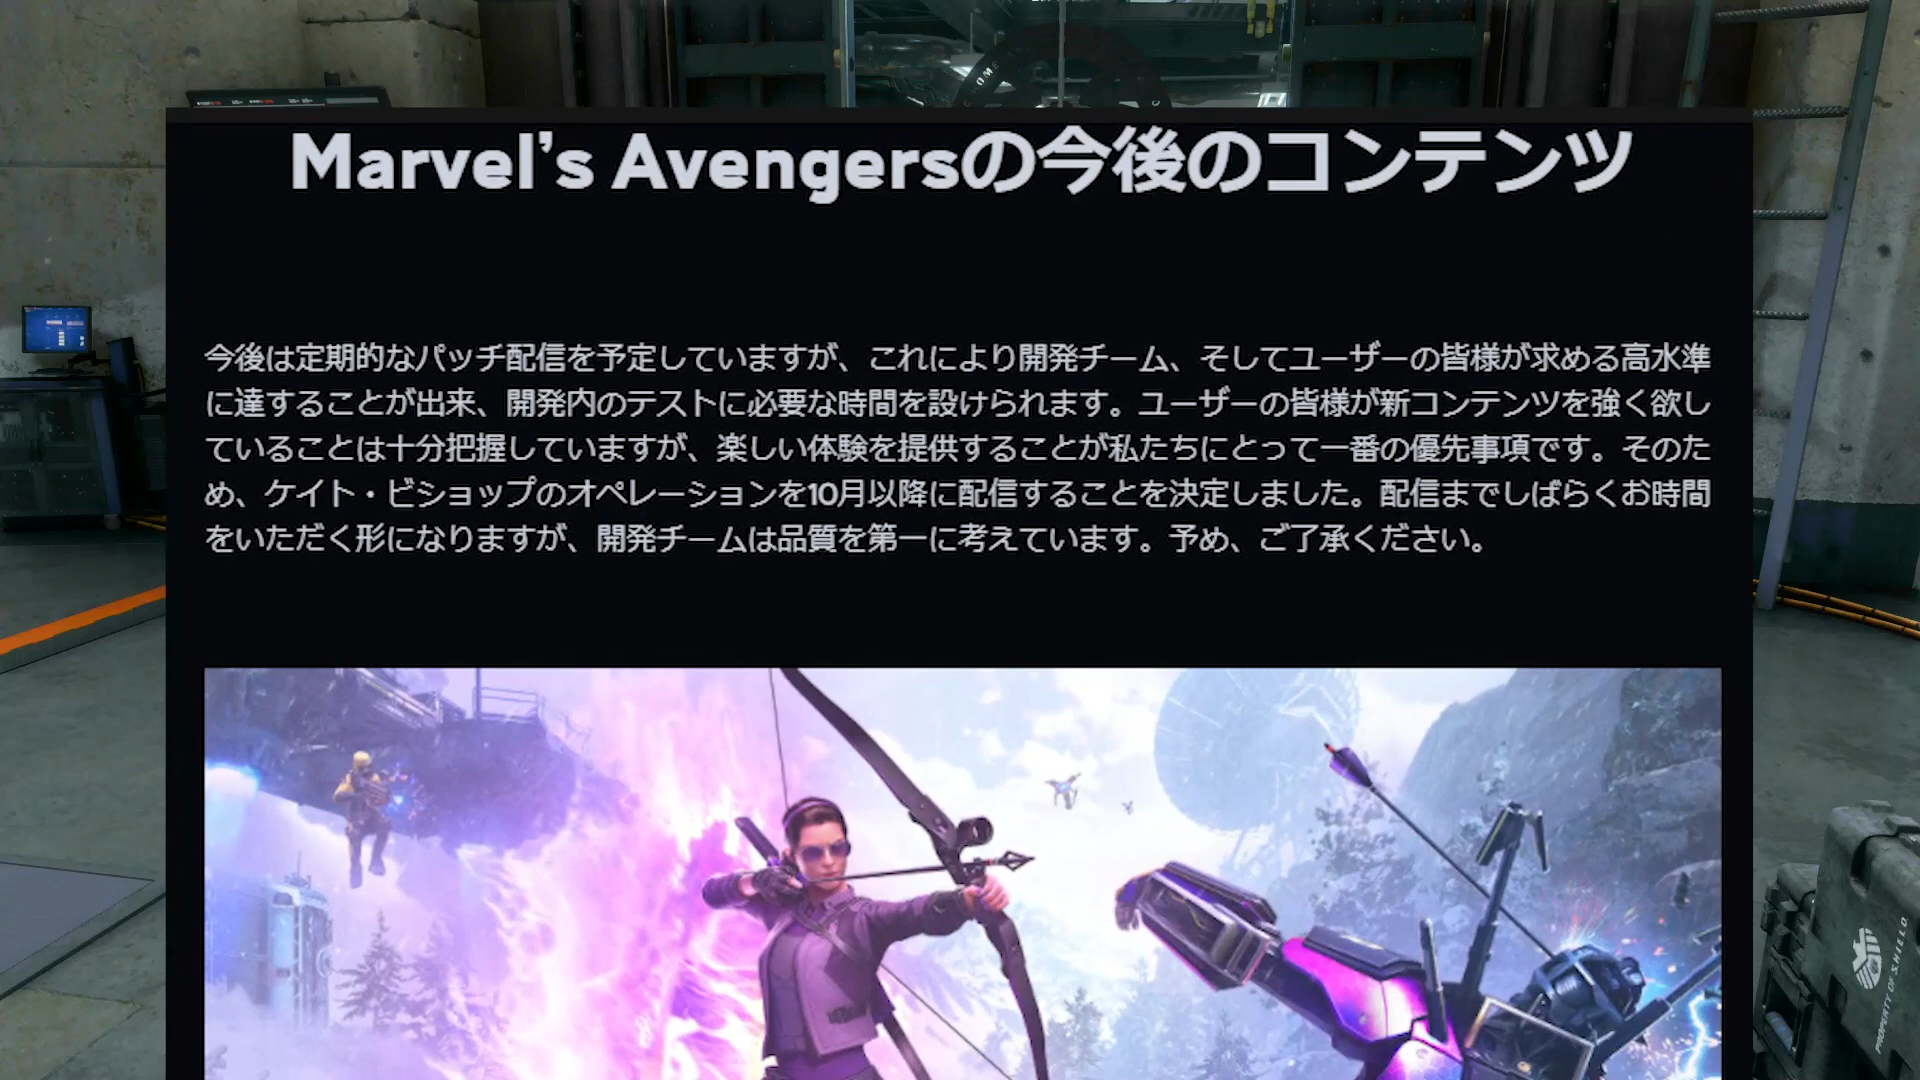 Marvel’s Avengersの今後のコンテンツ
今後は定期的なパッチ配信を予定していますが、これにより開発チーム、そしてユーザーの皆様が求める高水準
に達することが出来、開発内のテストに必要な時間を設けられます。ユーザーの皆様が新コンテンツを強く欲し
ていることは十分把握していますが、楽しい体験を提供することが私たちにとって一番の優先事項です。そのた
め、ケイト・ビショップのオペレーションを10月以降に配信することを決定しました。配信までしばらくお時間
をいただく形になりますが、開発チームは品質を第一に考えています。予め、ご了承ください。
PROPERTY OF S.H.I.E.L.D.